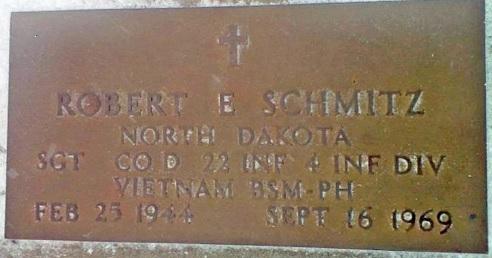 ROBERT E SCHMITZ
NORTH DAKOTA
SGT CO D 22 INF 4 INF DIV
VIETNAM BSM-PH
FEB 25 1944 SEPT 16 1969